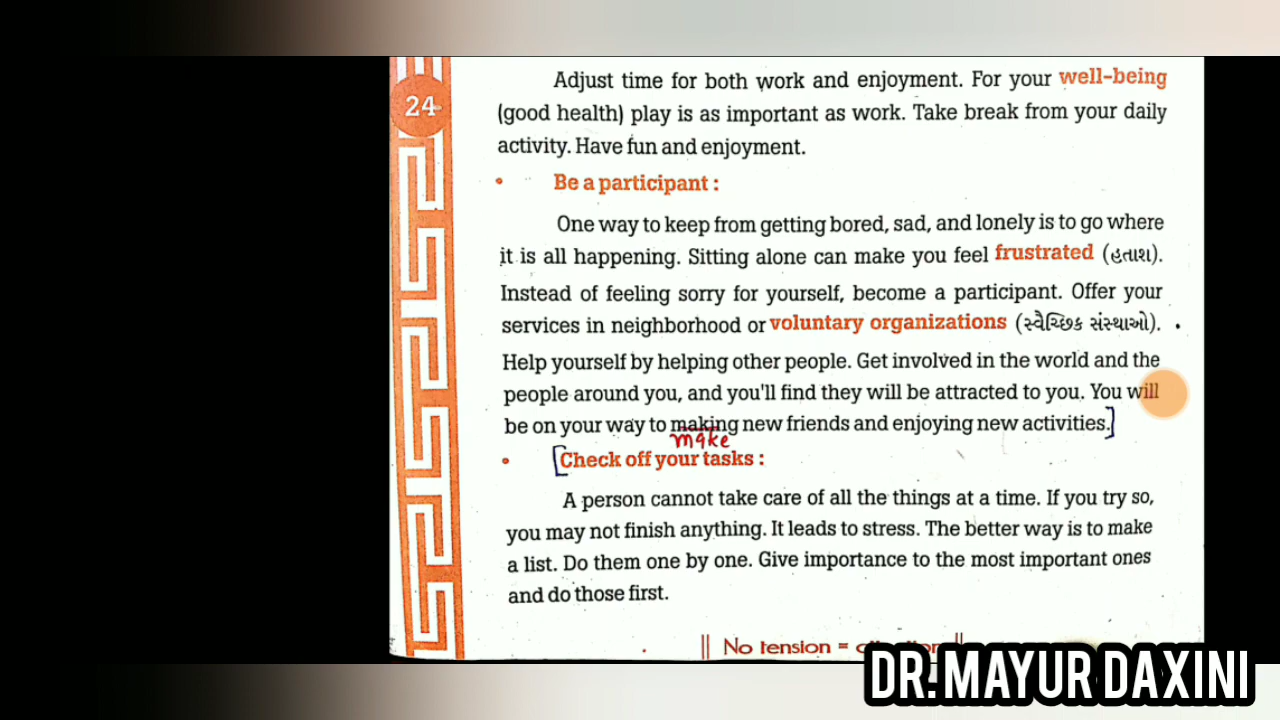 24
Adjust time for both work and enjoyment. For your well-being
(good health) play is as important as work. Take break from your daily
activity. Have fun and enjoyment.
• Be a participant :
One way to keep from getting bored, sad, and lonely is to go where
it is all happening. Sitting alone can make you feel frustrated (હતાશ).
Instead of feeling sorry for yourself, become a participant. Offer your
services in neighborhood or voluntary organizations (સ્વૈચ્છિક સંસ્થાઓ).
Help yourself by helping other people. Get involved in the world and the
people around you, and you'll find they will be attracted to you. You will
be on your way to making new friends and enjoying new activities.]
make
• [Check off your tasks :
A person cannot take care of all the things at a time. If you try so,
you may not finish anything. It leads to stress. The better way is to make
a list. Do them one by one. Give importance to the most important ones
and do those first.
|| No tension = ||
DR. MAYUR DAXINI